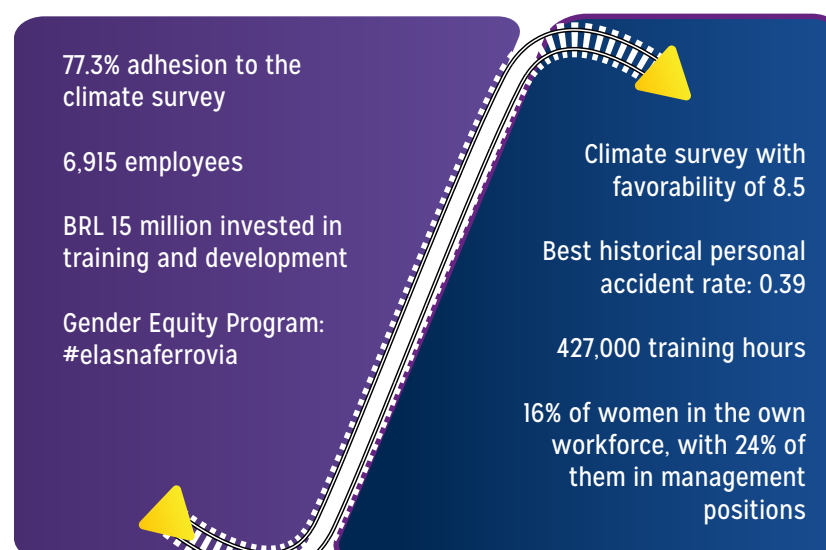 77.3% adhesion to the
climate survey
6,915 employees
BRL 15 million invested in
training and development
Gender Equity Program:
#elasnaferrovia
Climate survey with
favorability of 8.5
Best historical personal
accident rate: 0.39
427,000 training hours
16% of women in the own
workforce, with 24% of
them in management
positions